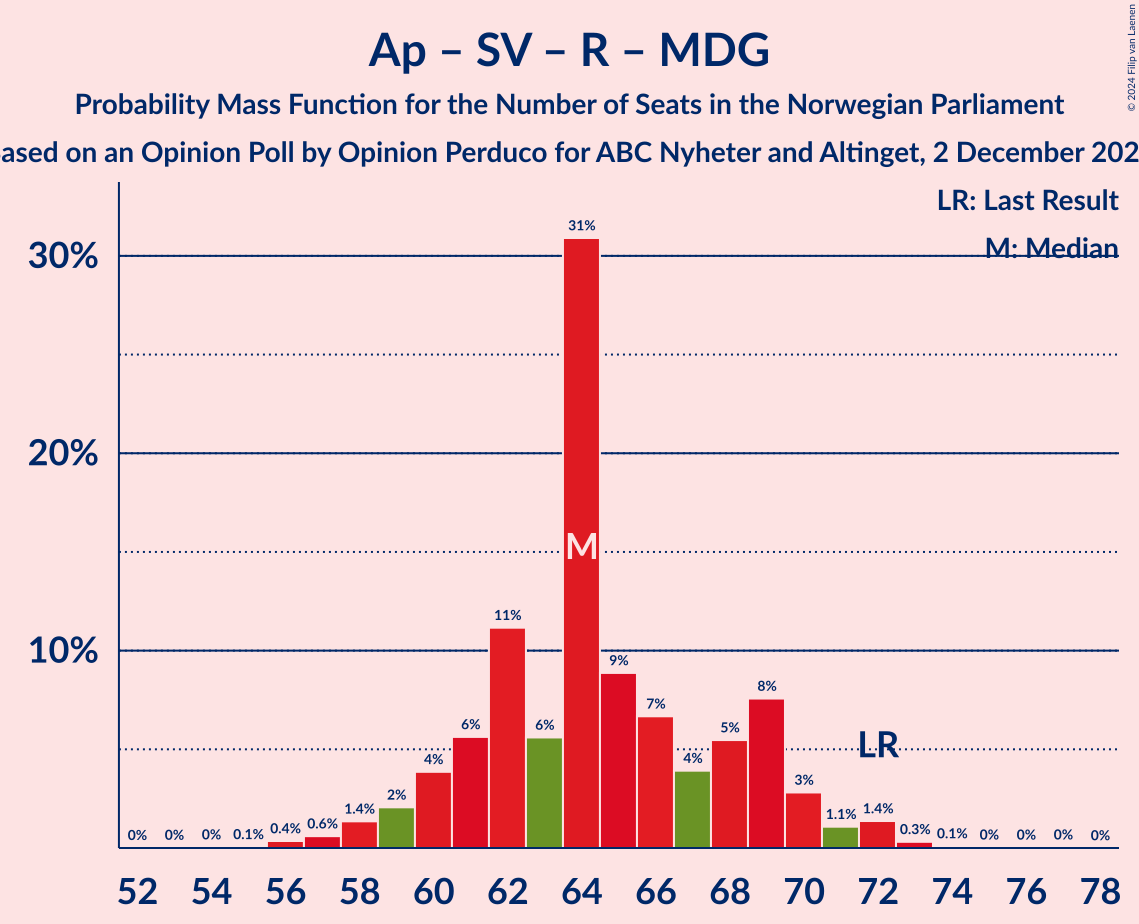 Ap – SV – R – MDG
Probability Mass Function for the Number of Seats in the Norwegian Parliament
ased on an Opinion Poll by Opinion Perduco for ABC Nyheter and Altinget, 2 December 202
© 2024 Filip van Laenen
LR: Last Result
M: Median
30%
20%
10%
0% 0% 0% 0.1% 0.4% 0.6% 1.4% 2% 4% 6% 11% 6% 31% 9% 7% 4% 5% 8% 3% 1.1% 1.4% 0.3% 0.1% 0% 0% 0% 0%
M
LR
52 54 56 58 60 62 64 66 68 70 72 74 76 78